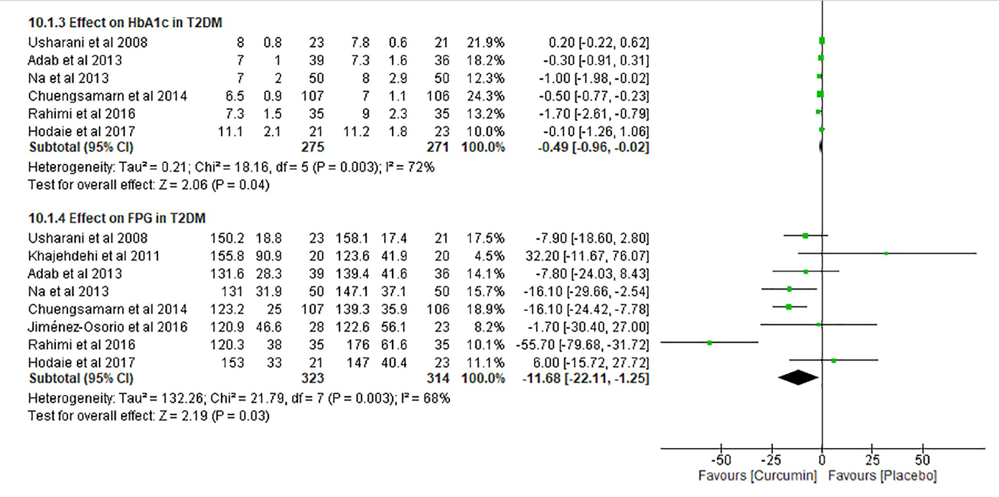 10.1.3 Effect on HbA1c in T2DM
Usharani et al 2008 8 0.8 23 7.8 0.6 21 21.9% 0.20 [-0.22, 0.62]
Adab et al 2013 7 1 39 7.3 1.6 36 18.2% -0.30 [-0.91, 0.31]
Na et al 2013 7 2 50 8 2.9 50 12.3% -1.00 [-1.98, -0.02]
Chuengsamarn et al 2014 6.5 0.9 107 7 1.1 106 24.3% -0.50 [-0.77, -0.23]
Rahimi et al 2016 7.3 1.5 35 9 2.3 35 13.2% -1.70 [-2.61, -0.79]
Hodaie et al 2017 11.1 2.1 21 11.2 1.8 23 10.0% -0.10 [-1.26, 1.06]
Subtotal (95% CI) 275 271 100.0% -0.49 [-0.96, -0.02]
Heterogeneity: Tau² = 0.21; Chi² = 18.16, df = 5 (P = 0.003); I² = 72%
Test for overall effect: Z = 2.06 (P = 0.04)
10.1.4 Effect on FPG in T2DM
Usharani et al 2008 150.2 18.8 23 158.1 17.4 21 17.5% -7.90 [-18.60, 2.80]
Khajehdehi et al 2011 155.8 90.9 20 123.6 41.9 20 4.5% 32.20 [-11.67, 76.07]
Adab et al 2013 131.6 28.3 39 139.4 41.6 36 14.1% -7.80 [-24.03, 8.43]
Na et al 2013 131 31.9 50 147.1 37.1 50 15.7% -16.10 [-29.66, -2.54]
Chuengsamarn et al 2014 123.2 25 107 139.3 35.9 106 18.9% -16.10 [-24.42, -7.78]
Jiménez-Osorio et al 2016 120.9 46.6 28 122.6 56.1 23 8.2% -1.70 [-30.40, 27.00]
Rahimi et al 2016 120.3 38 35 176 61.6 35 10.1% -55.70 [-79.68, -31.72]
Hodaie et al 2017 153 33 21 147 40.4 23 11.1% 6.00 [-15.72, 27.72]
Subtotal (95% CI) 323 314 100.0% -11.68 [-22.11, -1.25]
Heterogeneity: Tau² = 132.26; Chi² = 21.79, df = 7 (P = 0.003); I² = 68%
Test for overall effect: Z = 2.19 (P = 0.03)
-50 -25 0 25 50
Favours [Curcumin] Favours [Placebo]